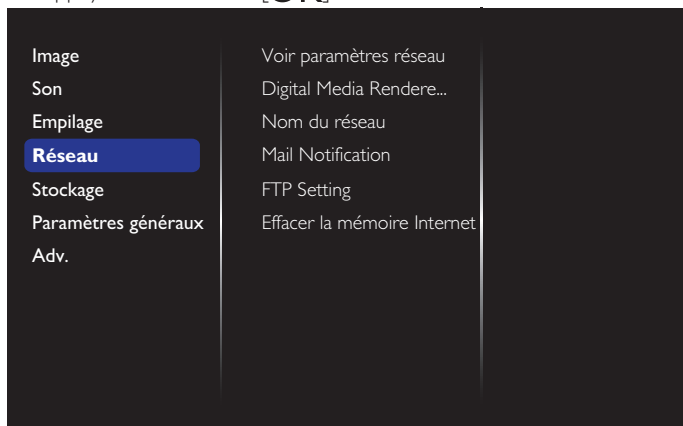 Image
Son
Empilage
Réseau
Stockage
Paramètres généraux
Adv.
Voir paramètres réseau
Digital Media Rendere...
Nom du réseau
Mail Notification
FTP Setting
Effacer la mémoire Internet